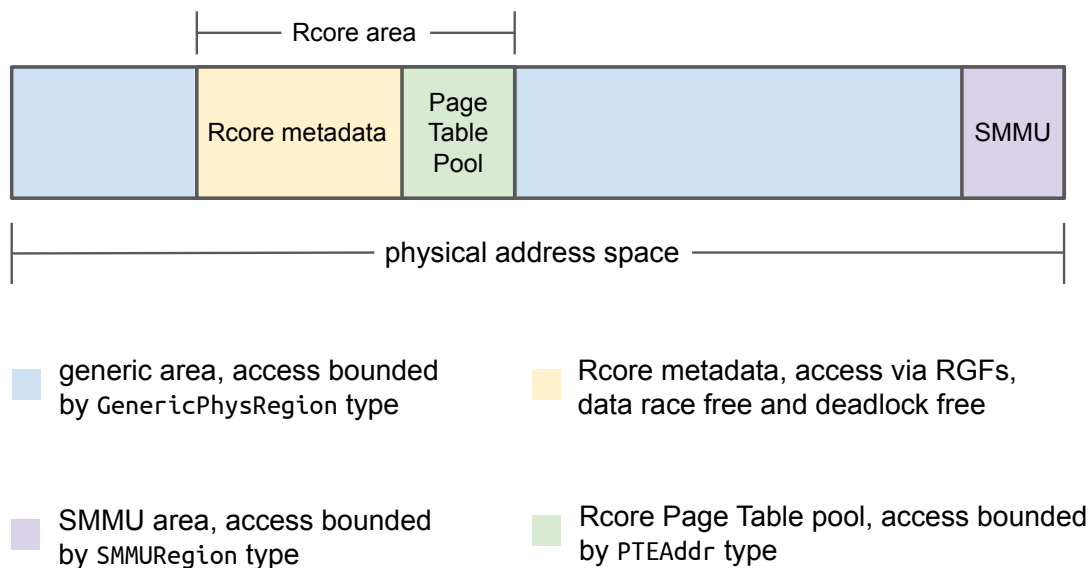 Rcore area
Rcore metadata
Page
Table
Pool
SMMU
physical address space
generic area, access bounded
by GenericPhysRegion type
Rcore metadata, access via RGFs,
data race free and deadlock free
SMMU area, access bounded
by SMMURegion type
Rcore Page Table pool, access bounded
by PTEAddr type